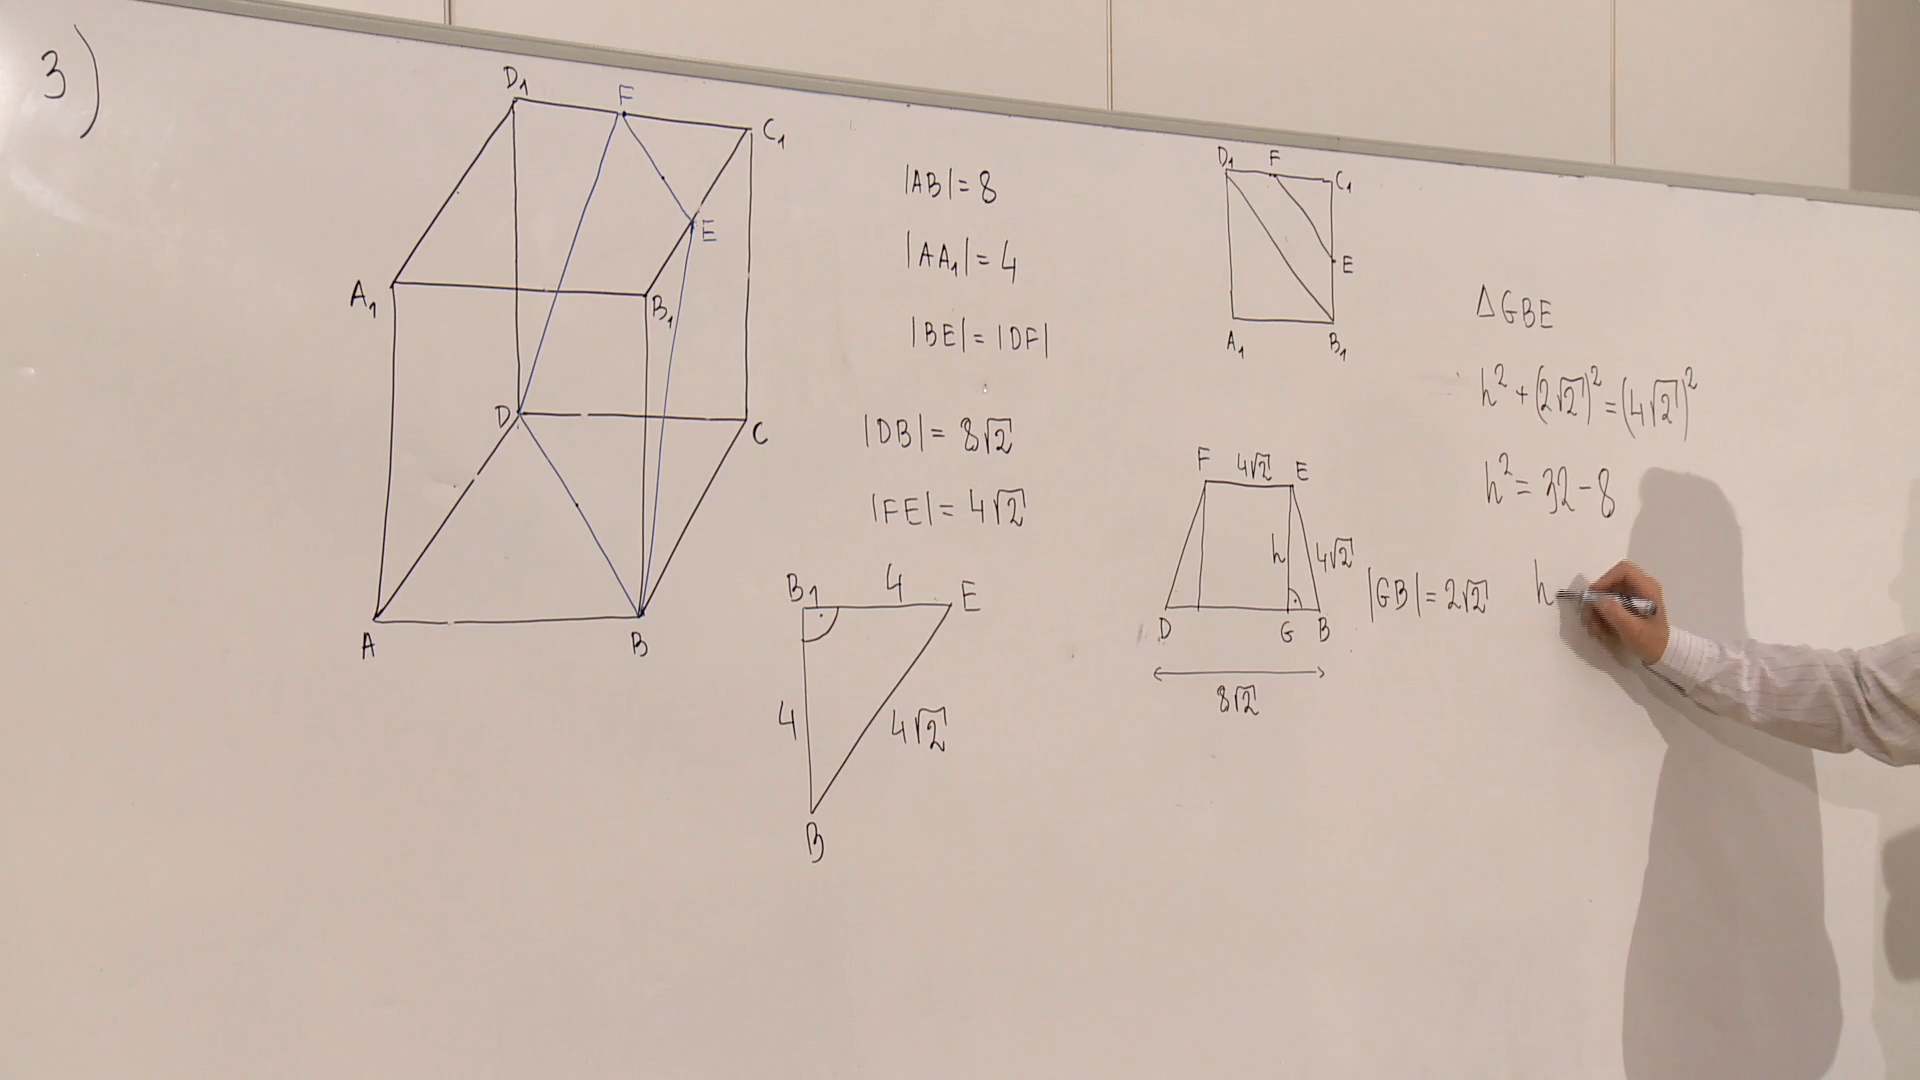 3)
D₁
F
C₁
E
A₁
B₁
D
C
A
B
|AB| = 8
|AA₁| = 4
|BE| = |DF|
|DB| = 8√2
|FE| = 4√2
B₁
4
E
4
4√2
B
D₁
F
C₁
E
A₁
B₁
F
4√2
E
h
4√2
D
G
B
|GB| = 2√2
8√2
ΔGBE
h² + (2√2)² = (4√2)²
h² = 32 - 8
h